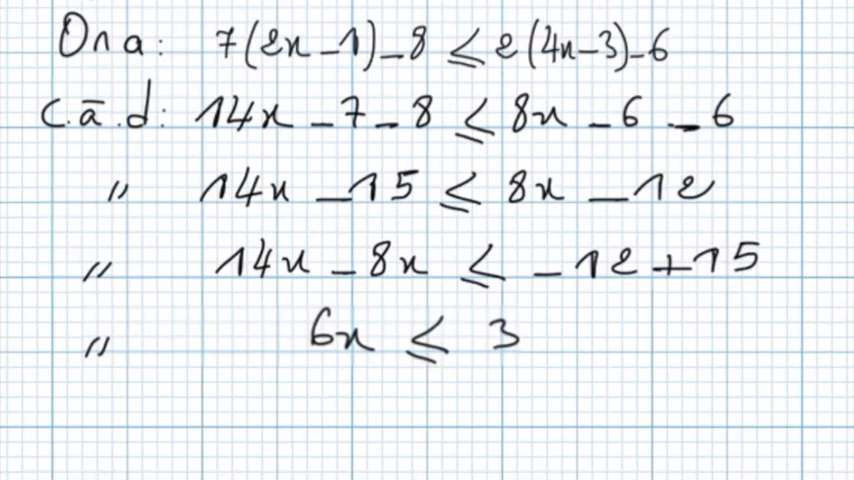 On a : 7(2x – 1) – 8 ⩽ 2(4x – 3) – 6
c.ā.d : 14x – 7 – 8 ⩽ 8x – 6 – 6
" 14x – 15 ⩽ 8x – 12
" 14x – 8x ⩽ – 12 + 15
" 6x ⩽ 3